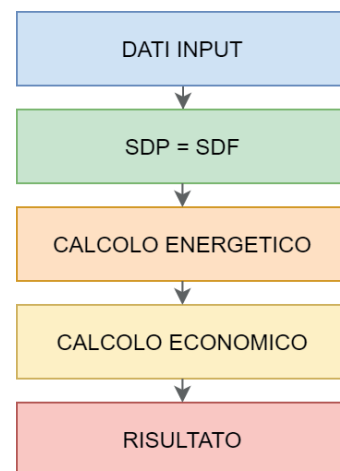 DATI INPUT
SDP = SDF
CALCOLO ENERGETICO
CALCOLO ECONOMICO
RISULTATO